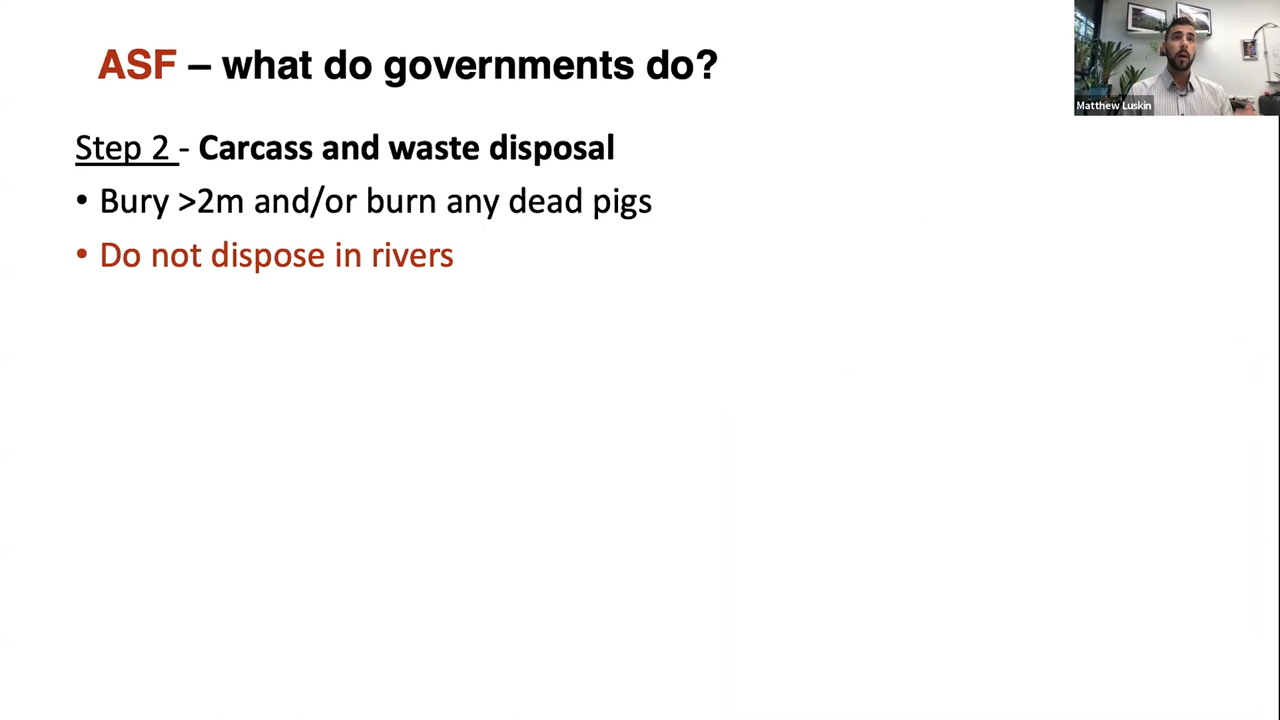 ASF – what do governments do?
Matthew Luskin
Step 2 - Carcass and waste disposal
• Bury >2m and/or burn any dead pigs
• Do not dispose in rivers